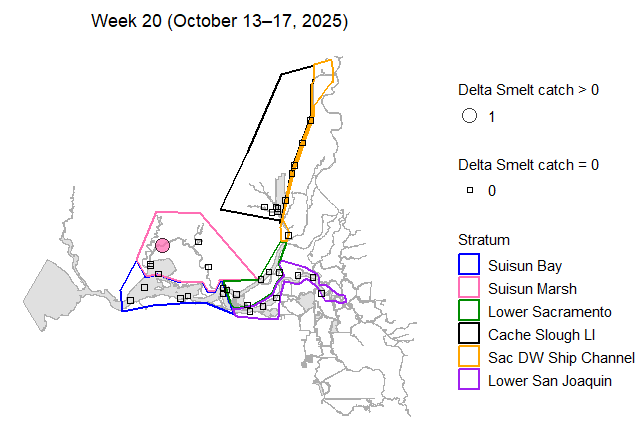 Week 20 (October 13–17, 2025)
Delta Smelt catch > 0
1
Delta Smelt catch = 0
0
Stratum
Suisun Bay
Suisun Marsh
Lower Sacramento
Cache Slough LI
Sac DW Ship Channel
Lower San Joaquin